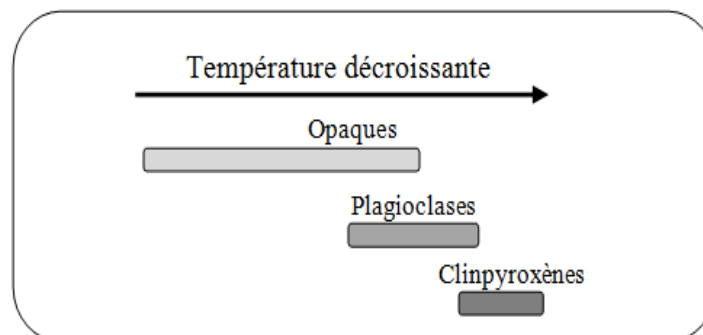 Température décroissante
Opaques
Plagioclases
Clinpyroxènes